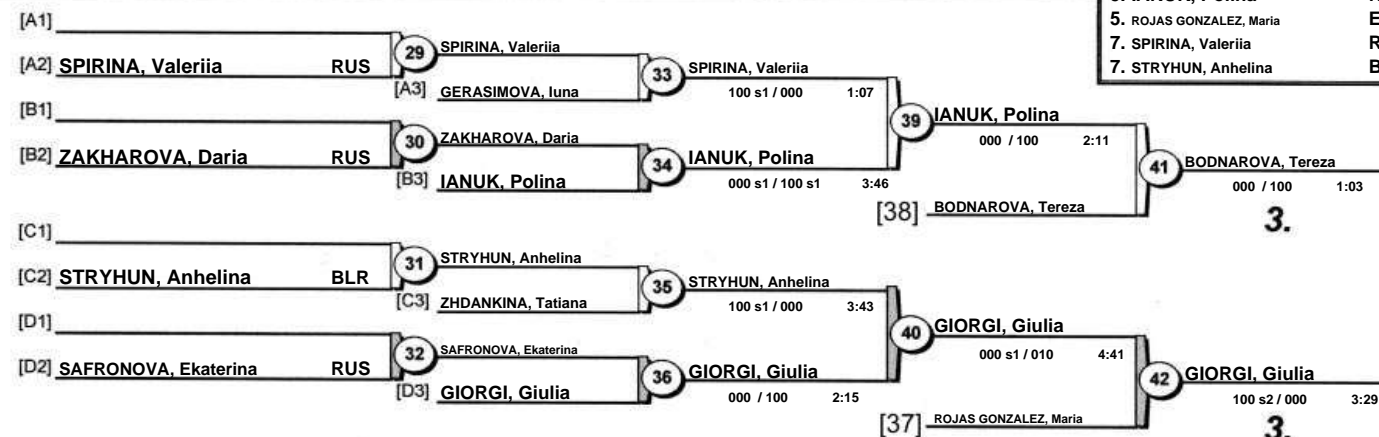 5. ROJAS GONZALEZ, Maria E
7. SPIRINA, Valeriia R
7. STRYHUN, Anhelina B
[A1]
[A2] SPIRINA, Valeriia RUS
29
SPIRINA, Valeriia
[A3] GERASIMOVA, Iuna
33
SPIRINA, Valeriia
100 s1 / 000 1:07
[B1]
[B2] ZAKHAROVA, Daria RUS
30
ZAKHAROVA, Daria
[B3] IANUK, Polina
34
IANUK, Polina
000 s1 / 100 s1 3:46
39
IANUK, Polina
000 / 100 2:11
[38] BODNAROVA, Tereza
41
BODNAROVA, Tereza
000 / 100 1:03
3.
[C1]
[C2] STRYHUN, Anhelina BLR
31
STRYHUN, Anhelina
[C3] ZHDANKINA, Tatiana
35
STRYHUN, Anhelina
100 s1 / 000 3:43
[D1]
[D2] SAFRONOVA, Ekaterina RUS
32
SAFRONOVA, Ekaterina
[D3] GIORGI, Giulia
36
GIORGI, Giulia
000 / 100 2:15
40
GIORGI, Giulia
000 s1 / 010 4:41
[37] ROJAS GONZALEZ, Maria
42
GIORGI, Giulia
100 s2 / 000 3:29
3.